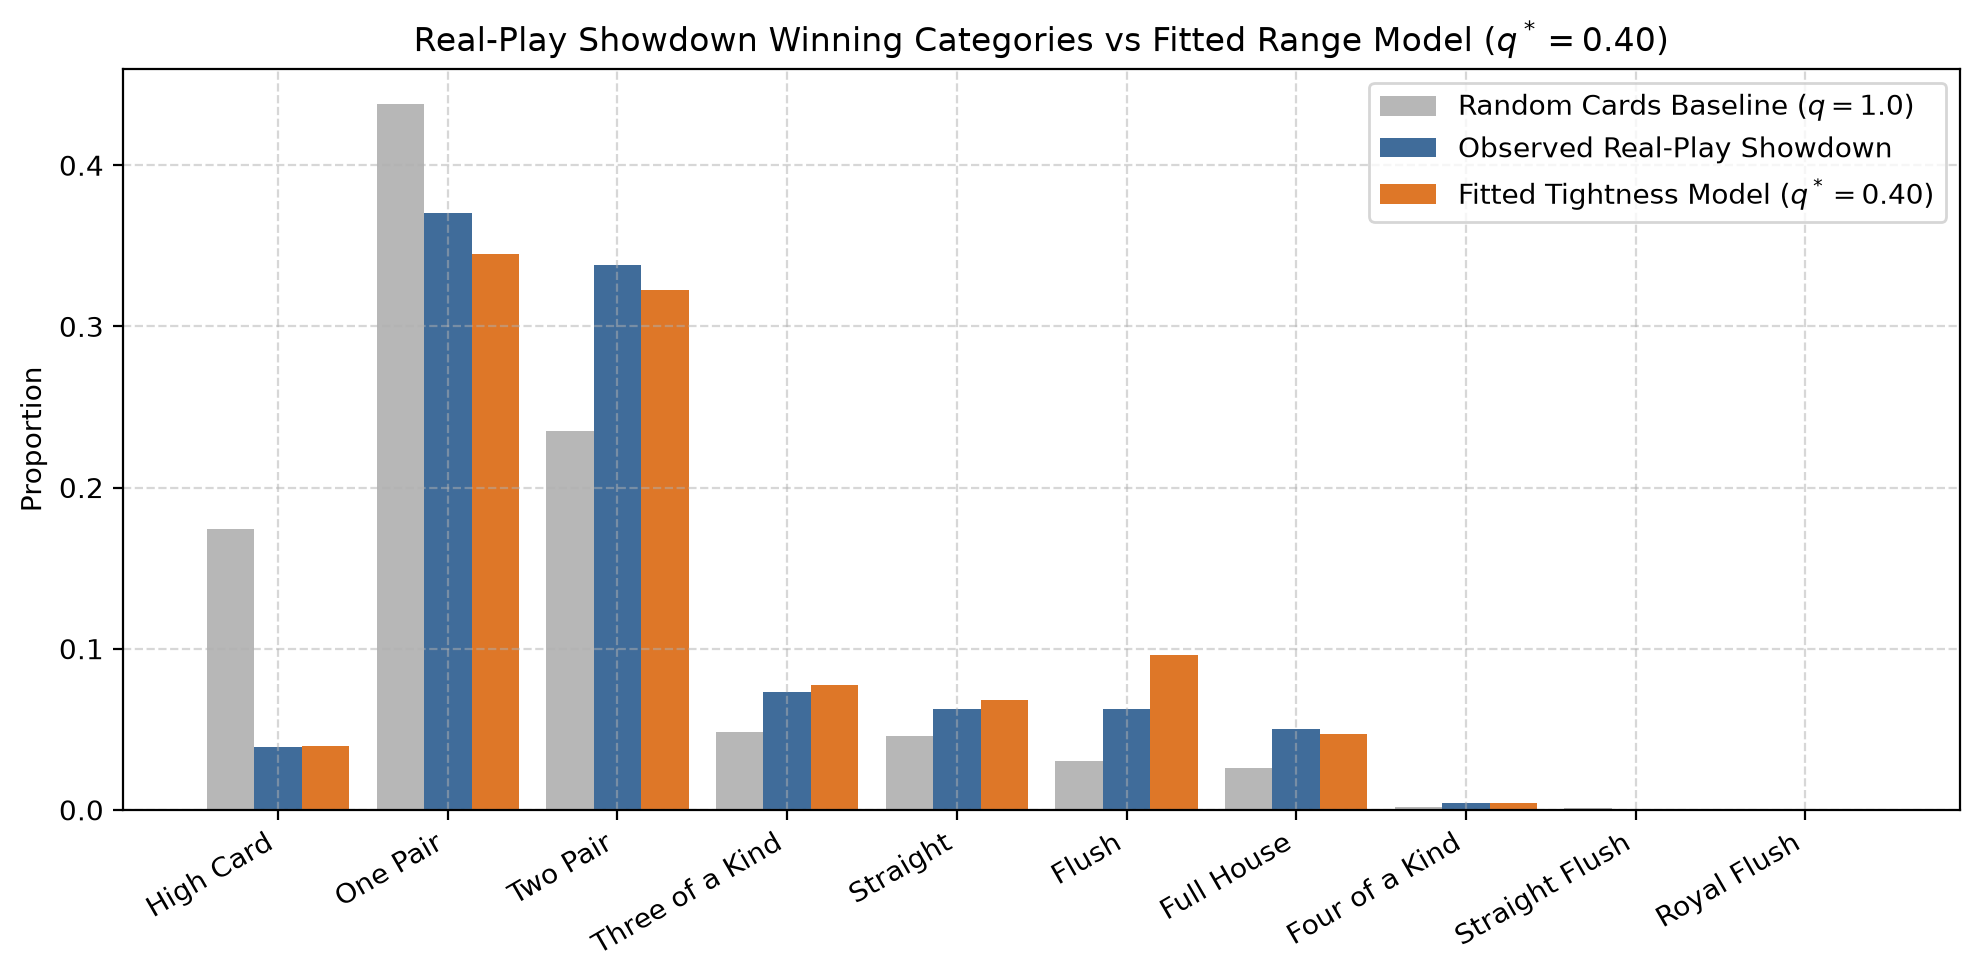 Real-Play Showdown Winning Categories vs Fitted Range Model (q* = 0.40)
Random Cards Baseline (q = 1.0)
Observed Real-Play Showdown
Fitted Tightness Model (q* = 0.40)
Proportion
0.4
0.3
0.2
0.1
0.0
High Card
One Pair
Two Pair
Three of a Kind
Straight
Flush
Full House
Four of a Kind
Straight Flush
Royal Flush